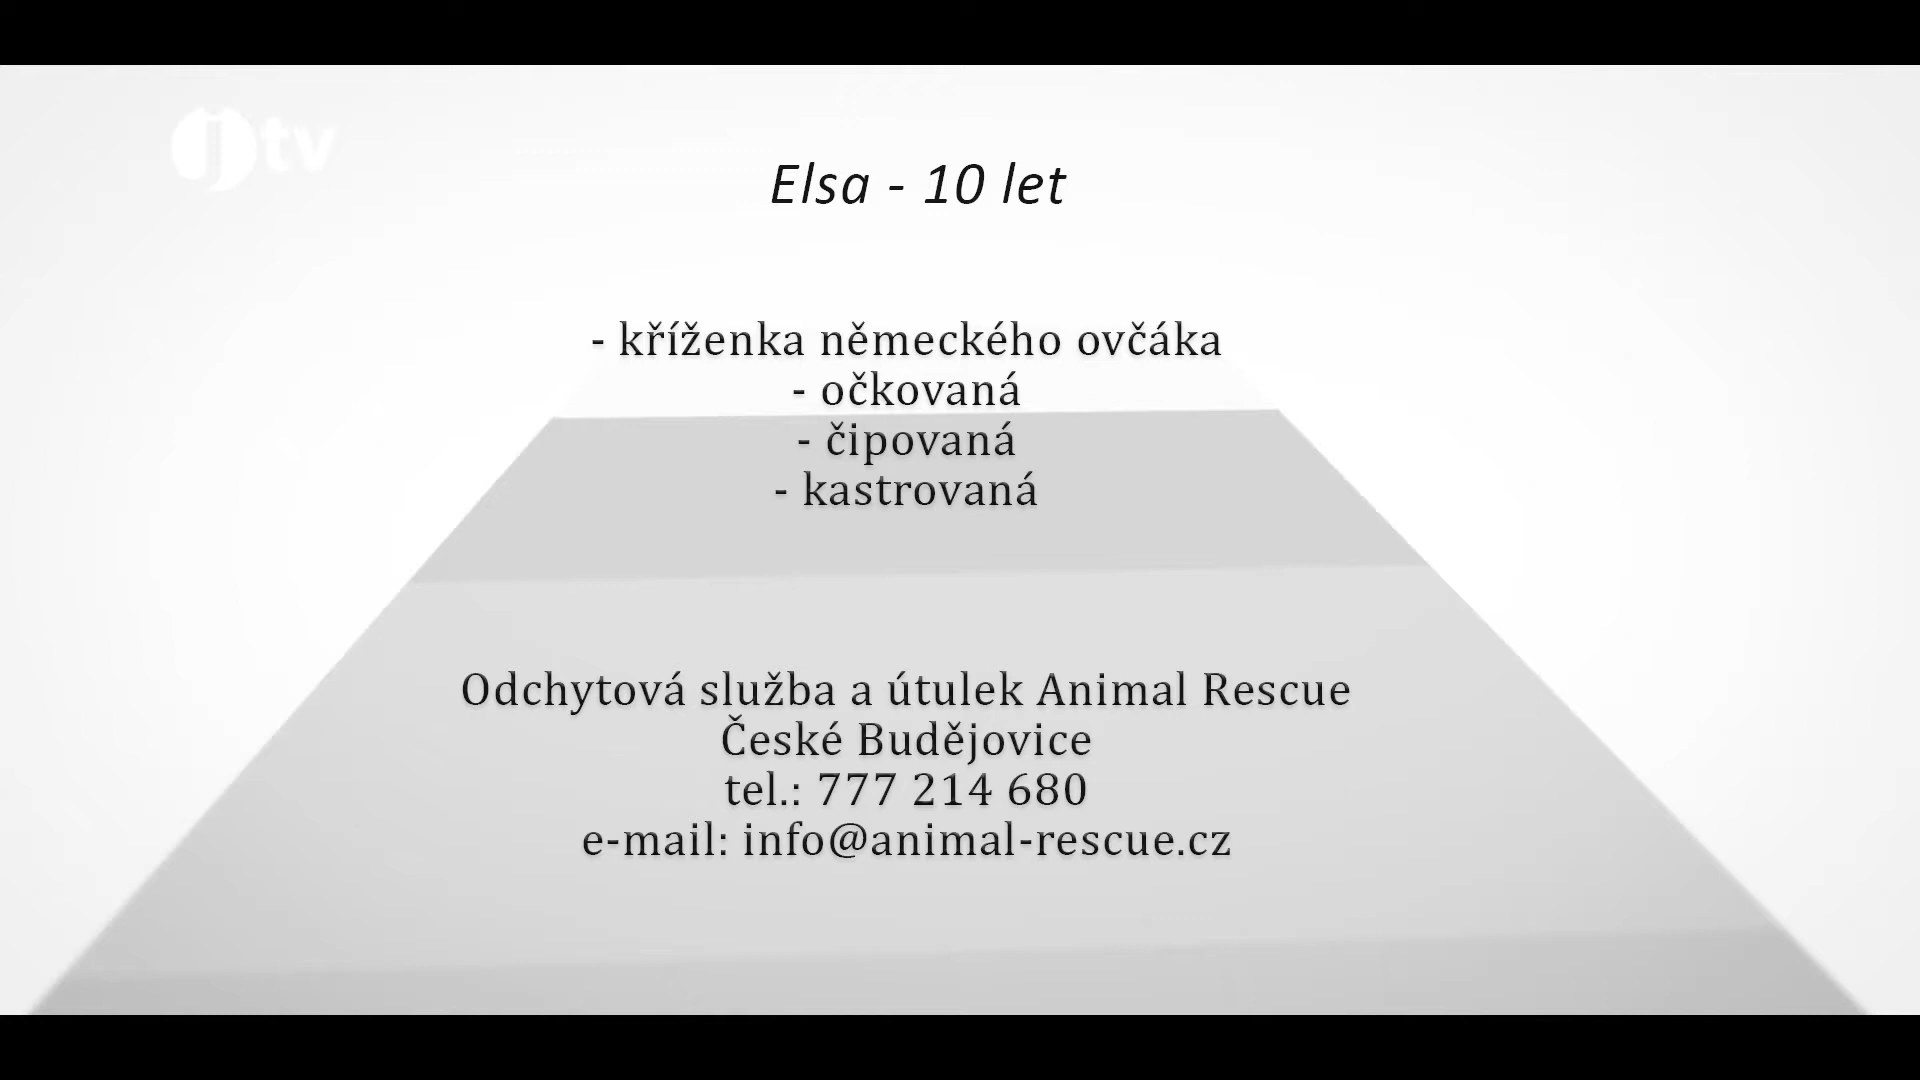 jtv
Elsa - 10 let
- kříženka německého ovčáka
- očkovaná
- čipovaná
- kastrovaná
Odchytová služba a útulek Animal Rescue
České Budějovice
tel.: 777 214 680
e-mail: info@animal-rescue.cz